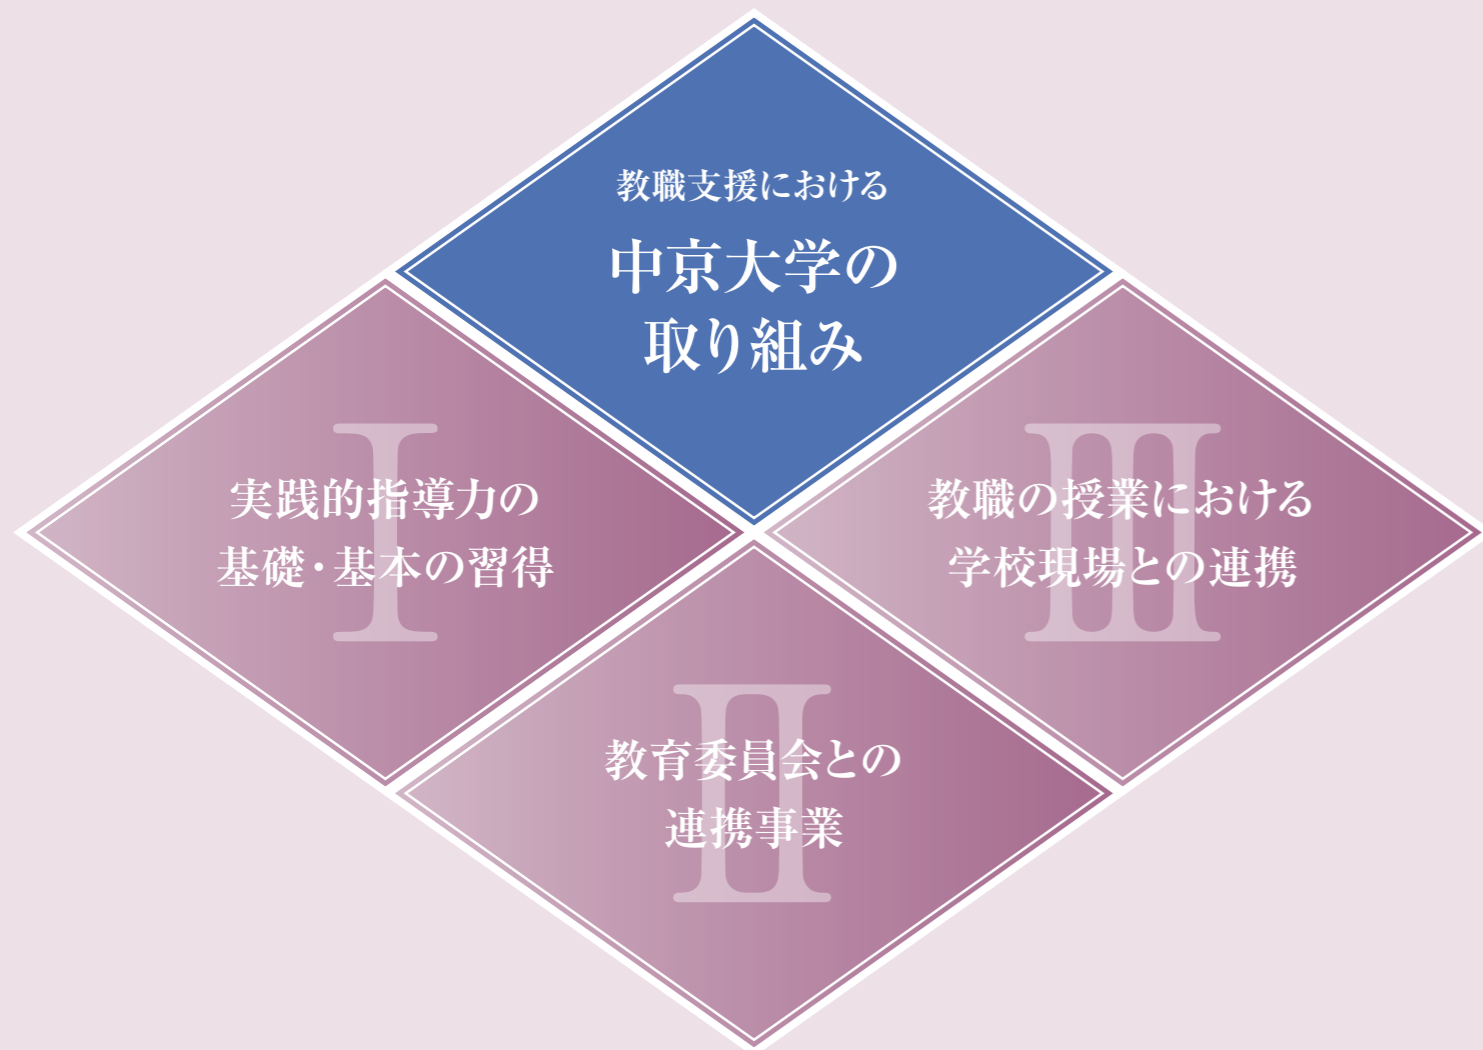 教職支援における
中京大学の
取り組み
I
実践的指導力の
基礎・基本の習得
II
教育委員会との
連携事業
III
教職の授業における
学校現場との連携